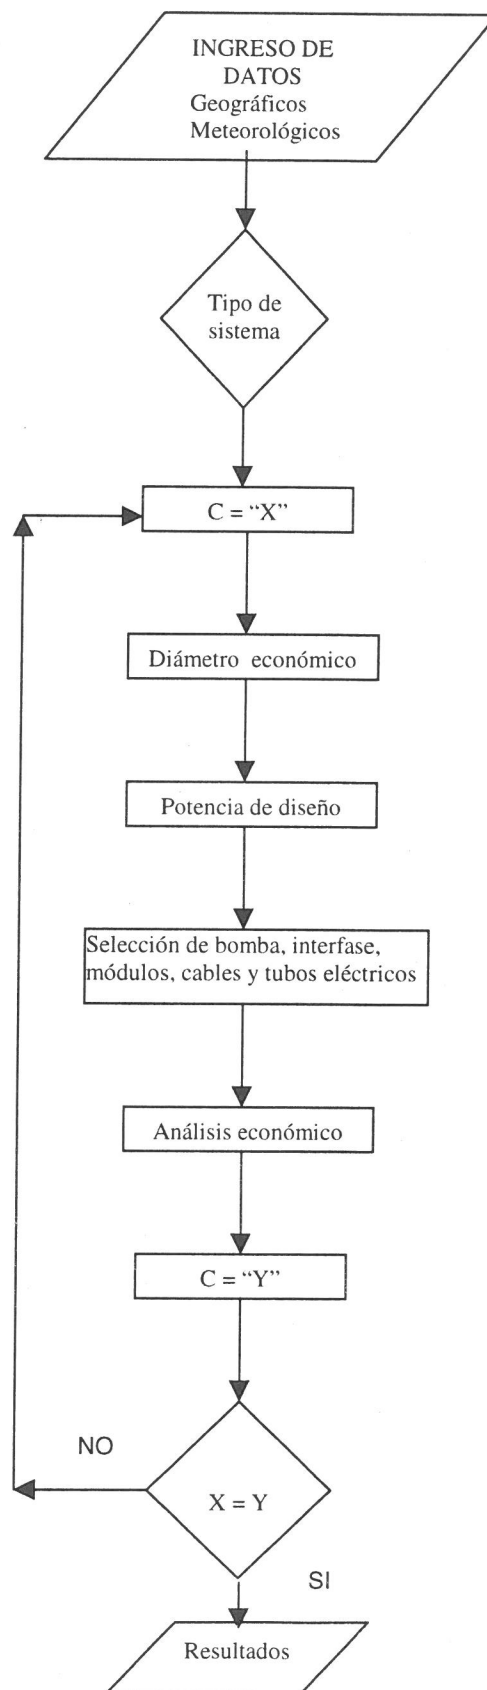 INGRESO DE
DATOS
Geográficos
Meteorológicos
Tipo de
sistema
C = “X”
Diámetro económico
Potencia de diseño
Selección de bomba, interfase,
módulos, cables y tubos eléctricos
Análisis económico
C = “Y”
NO
X = Y
SI
Resultados